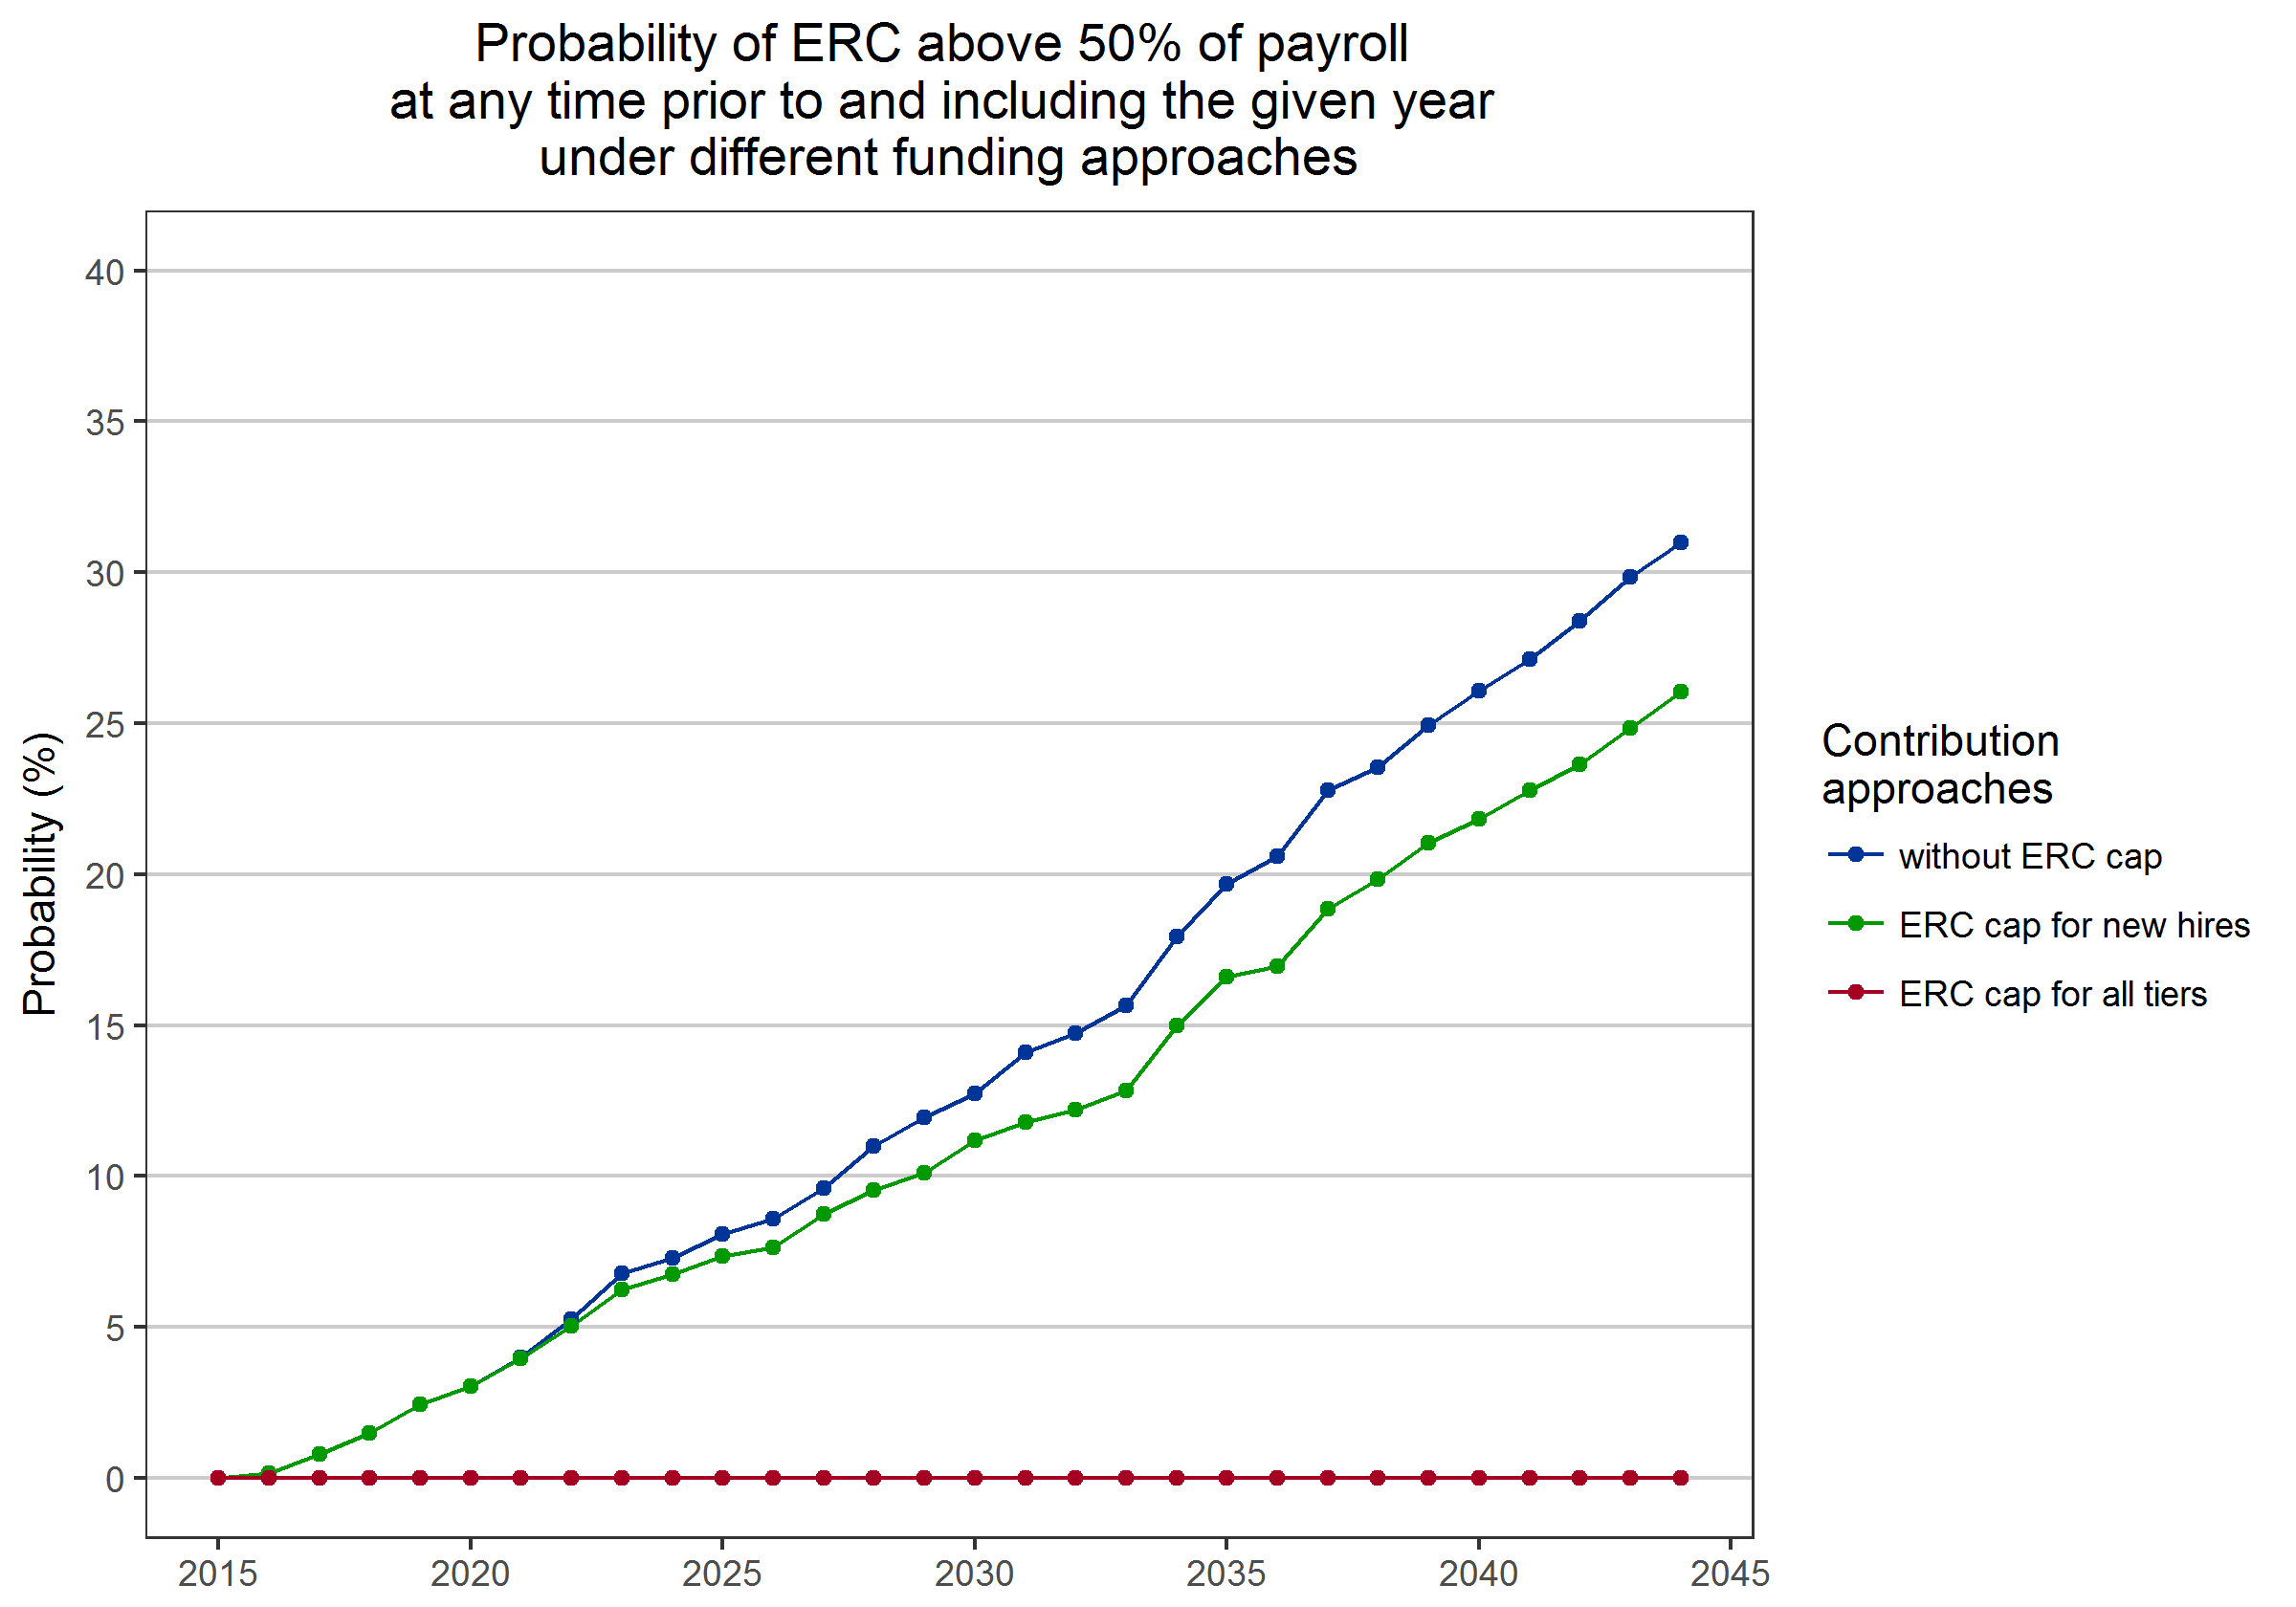 Probability of ERC above 50% of payroll
at any time prior to and including the given year
under different funding approaches
Probability (%)
40
35
30
25
20
15
10
5
0
2015 2020 2025 2030 2035 2040 2045
Contribution
approaches
without ERC cap
ERC cap for new hires
ERC cap for all tiers